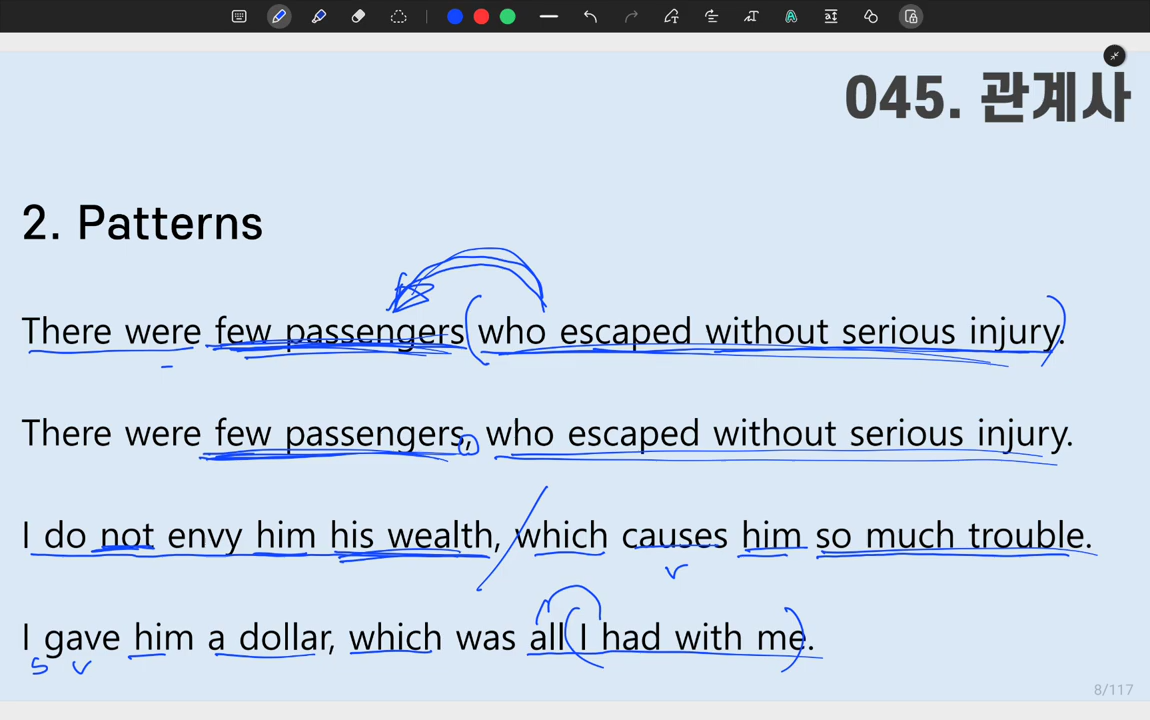 045. 관계사
2. Patterns
There were few passengers who escaped without serious injury.
There were few passengers, who escaped without serious injury.
I do not envy him his wealth, which causes him so much trouble.
v
I gave him a dollar, which was all I had with me.
s v
8/117